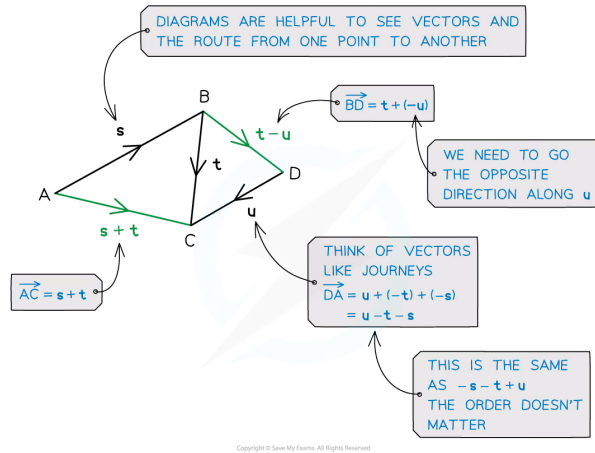 DIAGRAMS ARE HELPFUL TO SEE VECTORS AND
THE ROUTE FROM ONE POINT TO ANOTHER
B
s
t-u
BD = t + (-u)
t
A
D
WE NEED TO GO
THE OPPOSITE
DIRECTION ALONG u
u
s + t
C
THINK OF VECTORS
LIKE JOURNEYS
DA = u + (-t) + (-s)
= u - t - s
AC = s + t
THIS IS THE SAME
AS -s - t + u
THE ORDER DOESN'T
MATTER
Copyright © Save My Exams. All Rights Reserved